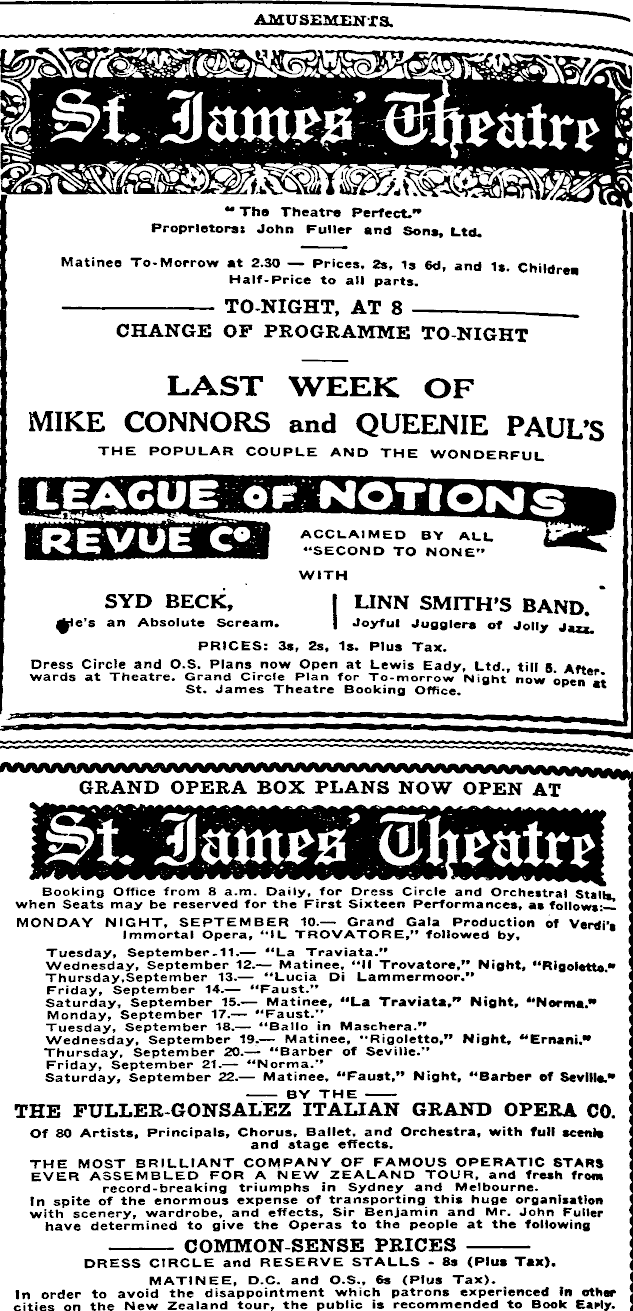 AMUSEMENTS.
St. James' Theatre
"The Theatre Perfect."
Proprietors: John Fuller and Sons, Ltd.
Matinee To-Morrow at 2.30 — Prices, 2s, 1s 6d, and 1s. Children
Half-Price to all parts.
TO-NIGHT, AT 8
CHANGE OF PROGRAMME TO-NIGHT
LAST WEEK OF
MIKE CONNORS and QUEENIE PAUL'S
THE POPULAR COUPLE AND THE WONDERFUL
LEAGUE OF NOTIONS
REVUE Co
ACCLAIMED BY ALL
"SECOND TO NONE"
WITH
SYD BECK,
He's an Absolute Scream.
LINN SMITH'S BAND.
Joyful Jugglers of Jolly Jazz.
PRICES: 3s, 2s, 1s. Plus Tax.
Dress Circle and O.S. Plans now Open at Lewis Eady, Ltd., till 5. After-
wards at Theatre. Grand Circle Plan for To-morrow Night now open at
St. James Theatre Booking Office.
GRAND OPERA BOX PLANS NOW OPEN AT
St. James' Theatre
Booking Office from 8 a.m. Daily, for Dress Circle and Orchestral Stalls,
when Seats may be reserved for the First Sixteen Performances, as follows:—
MONDAY NIGHT, SEPTEMBER 10.— Grand Gala Production of Verdi's
Immortal Opera, "IL TROVATORE," followed by,
Tuesday, September 11.— "La Traviata."
Wednesday, September 12.— Matinee, "Il Trovatore," Night, "Rigoletto."
Thursday, September 13.— "Lucia Di Lammermoor."
Friday, September 14.— "Faust."
Saturday, September 15.— Matinee, "La Traviata," Night, "Norma."
Monday, September 17.— "Faust."
Tuesday, September 18.— "Ballo in Maschera."
Wednesday, September 19.— Matinee, "Rigoletto," Night, "Ernani."
Thursday, September 20.— "Barber of Seville."
Friday, September 21.— "Norma."
Saturday, September 22.— Matinee, "Faust," Night, "Barber of Seville."
BY THE
THE FULLER-GONSALEZ ITALIAN GRAND OPERA CO.
Of 80 Artists, Principals, Chorus, Ballet, and Orchestra, with full scenic
and stage effects.
THE MOST BRILLIANT COMPANY OF FAMOUS OPERATIC STARS
EVER ASSEMBLED FOR A NEW ZEALAND TOUR, and fresh from
record-breaking triumphs in Sydney and Melbourne.
In spite of the enormous expense of transporting this huge organisation
with scenery, wardrobe, and effects, Sir Benjamin and Mr. John Fuller
have determined to give the Operas to the people at the following
COMMON-SENSE PRICES
DRESS CIRCLE and RESERVE STALLS - 8s (Plus Tax).
MATINEE, D.C. and O.S., 6s (Plus Tax).
In order to avoid the disappointment which patrons experienced in other
cities on the New Zealand tour, the public is recommended to Book Early.